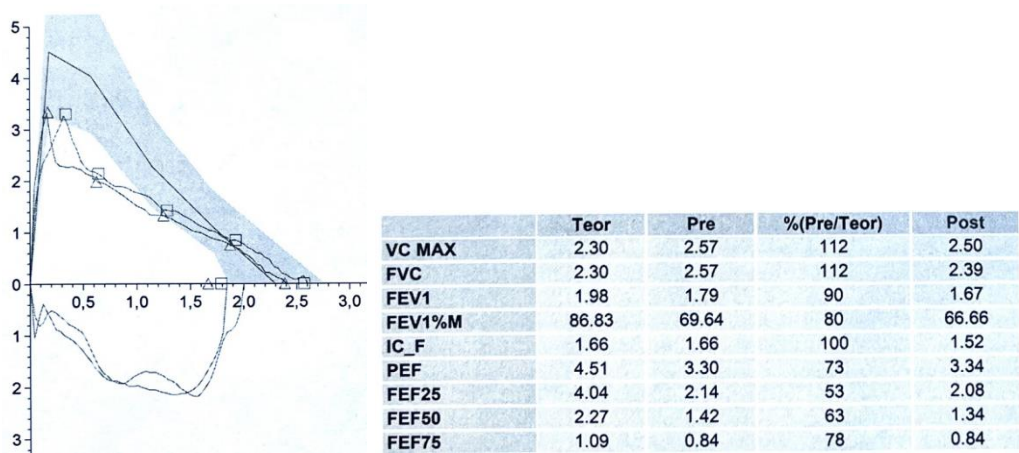 5
4
3
2
1
0
0,5 1,0 1,5 2,0 2,5 3,0
1
2
3
Teor Pre %(Pre/Teor) Post
VC MAX 2.30 2.57 112 2.50
FVC 2.30 2.57 112 2.39
FEV1 1.98 1.79 90 1.67
FEV1%M 86.83 69.64 80 66.66
IC_F 1.66 1.66 100 1.52
PEF 4.51 3.30 73 3.34
FEF25 4.04 2.14 53 2.08
FEF50 2.27 1.42 63 1.34
FEF75 1.09 0.84 78 0.84